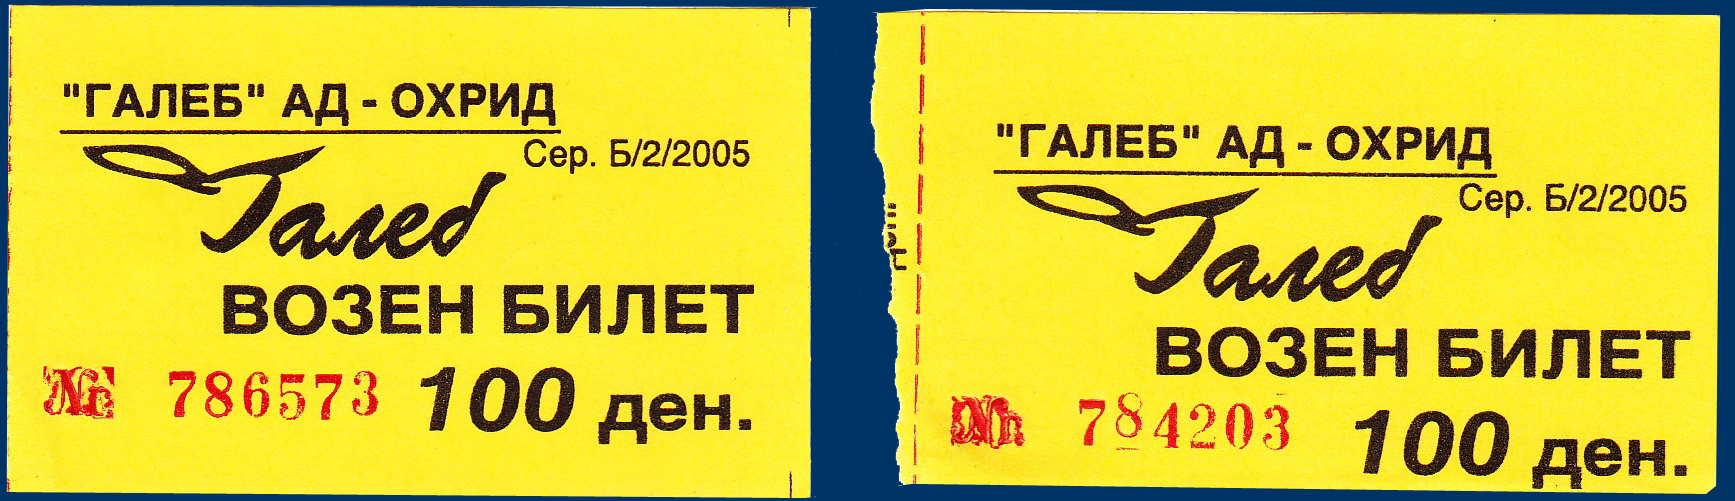 "ГАЛЕБ" АД - ОХРИД
Сер. Б/2/2005
Галеб
ВОЗЕН БИЛЕТ
№ 786573 100 ден.
"ГАЛЕБ" АД - ОХРИД
Сер. Б/2/2005
Галеб
ВОЗЕН БИЛЕТ
№ 784203 100 ден.